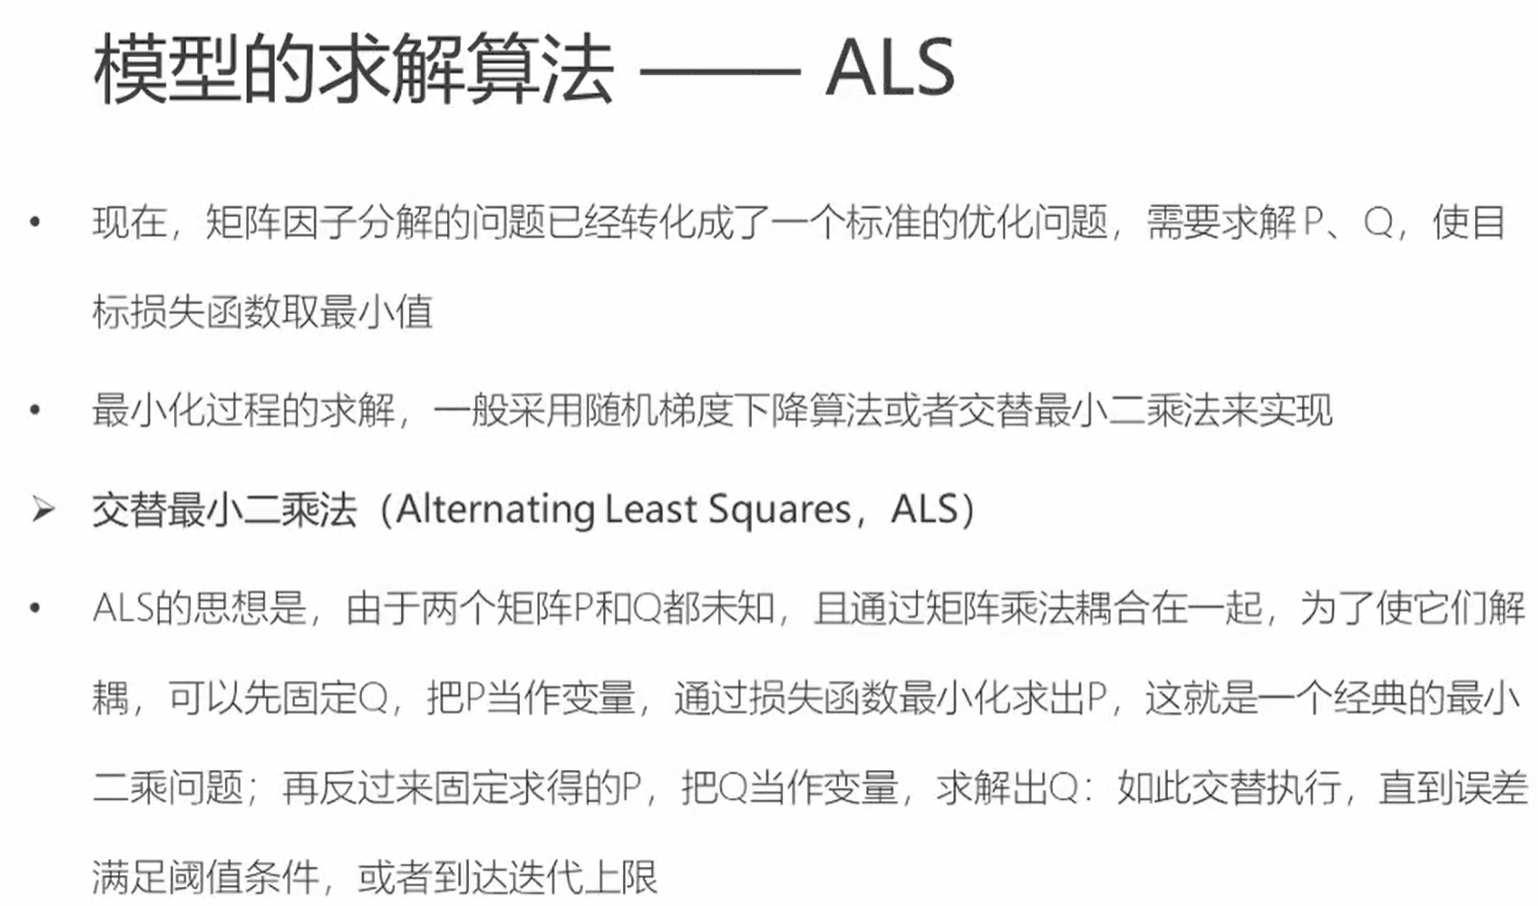 模型的求解算法 —— ALS
• 现在，矩阵因子分解的问题已经转化成了一个标准的优化问题，需要求解P、Q，使目
标损失函数取最小值
• 最小化过程的求解，一般采用随机梯度下降算法或者交替最小二乘法来实现
➢ 交替最小二乘法（Alternating Least Squares，ALS）
• ALS的思想是，由于两个矩阵P和Q都未知，且通过矩阵乘法耦合在一起，为了使它们解
耦，可以先固定Q，把P当作变量，通过损失函数最小化求出P，这就是一个经典的最小
二乘问题；再反过来固定求得的P，把Q当作变量，求解出Q：如此交替执行，直到误差
满足阈值条件，或者到达迭代上限